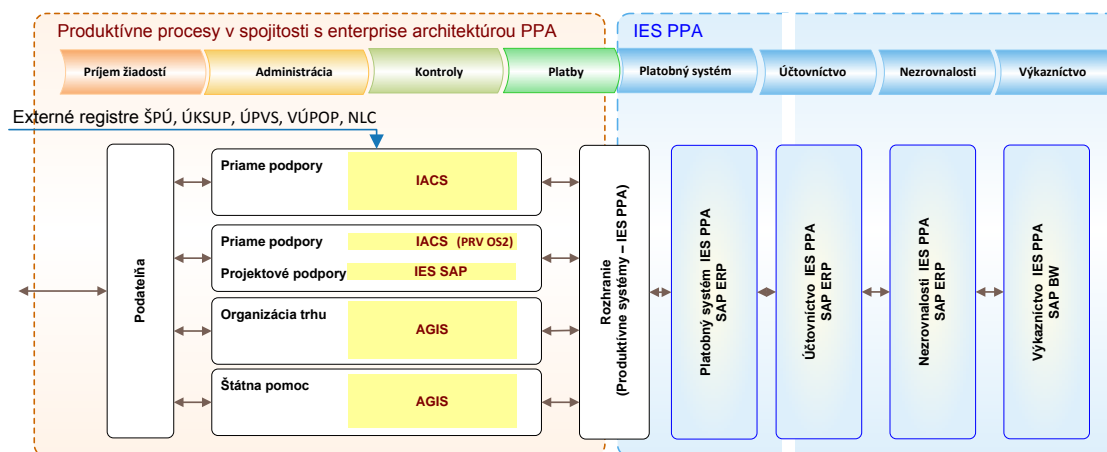 Produktívne procesy v spojitosti s enterprise architektúrou PPA
IES PPA
Príjem žiadostí
Administrácia
Kontroly
Platby
Platobný systém
Účtovníctvo
Nezrovnalosti
Výkazníctvo
Externé registre ŠPÚ, ÚKSUP, ÚPVS, VÚPOP, NLC
Podateľňa
Priame podpory
IACS
Priame podpory
IACS (PRV OS2)
Projektové podpory
IES SAP
Organizácia trhu
AGIS
Štátna pomoc
AGIS
Rozhranie
(Produktívne systémy – IES PPA)
Platobný systém IES PPA
SAP ERP
Účtovníctvo IES PPA
SAP ERP
Nezrovnalosti IES PPA
SAP ERP
Výkazníctvo IES PPA
SAP BW